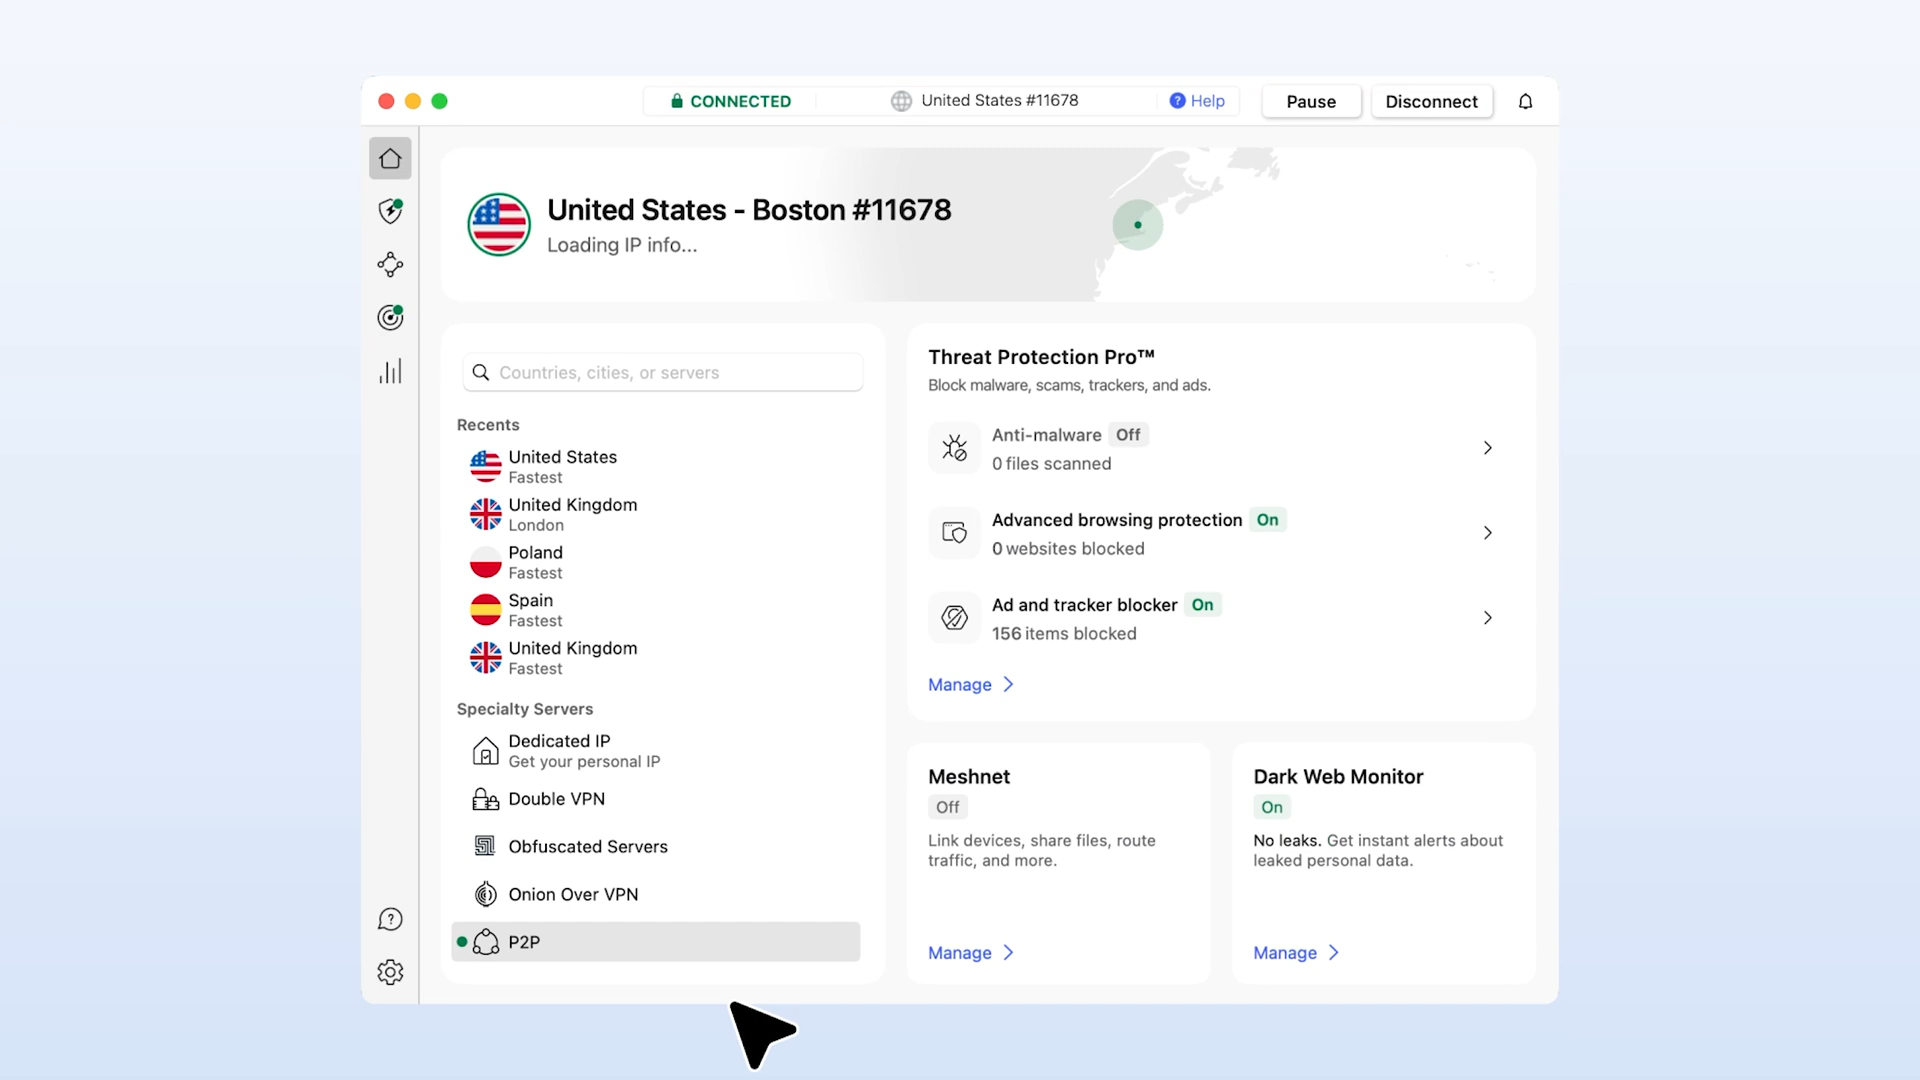 CONNECTED
United States #11678
? Help
Pause
Disconnect
United States - Boston #11678
Loading IP info...
Countries, cities, or servers
Recents
United States
Fastest
United Kingdom
London
Poland
Fastest
Spain
Fastest
United Kingdom
Fastest
Specialty Servers
Dedicated IP
Get your personal IP
Double VPN
Obfuscated Servers
Onion Over VPN
P2P
Threat Protection Pro™
Block malware, scams, trackers, and ads.
Anti-malware Off
0 files scanned
Advanced browsing protection On
0 websites blocked
Ad and tracker blocker On
156 items blocked
Manage
Meshnet
Off
Link devices, share files, route
traffic, and more.
Manage
Dark Web Monitor
On
No leaks. Get instant alerts about
leaked personal data.
Manage